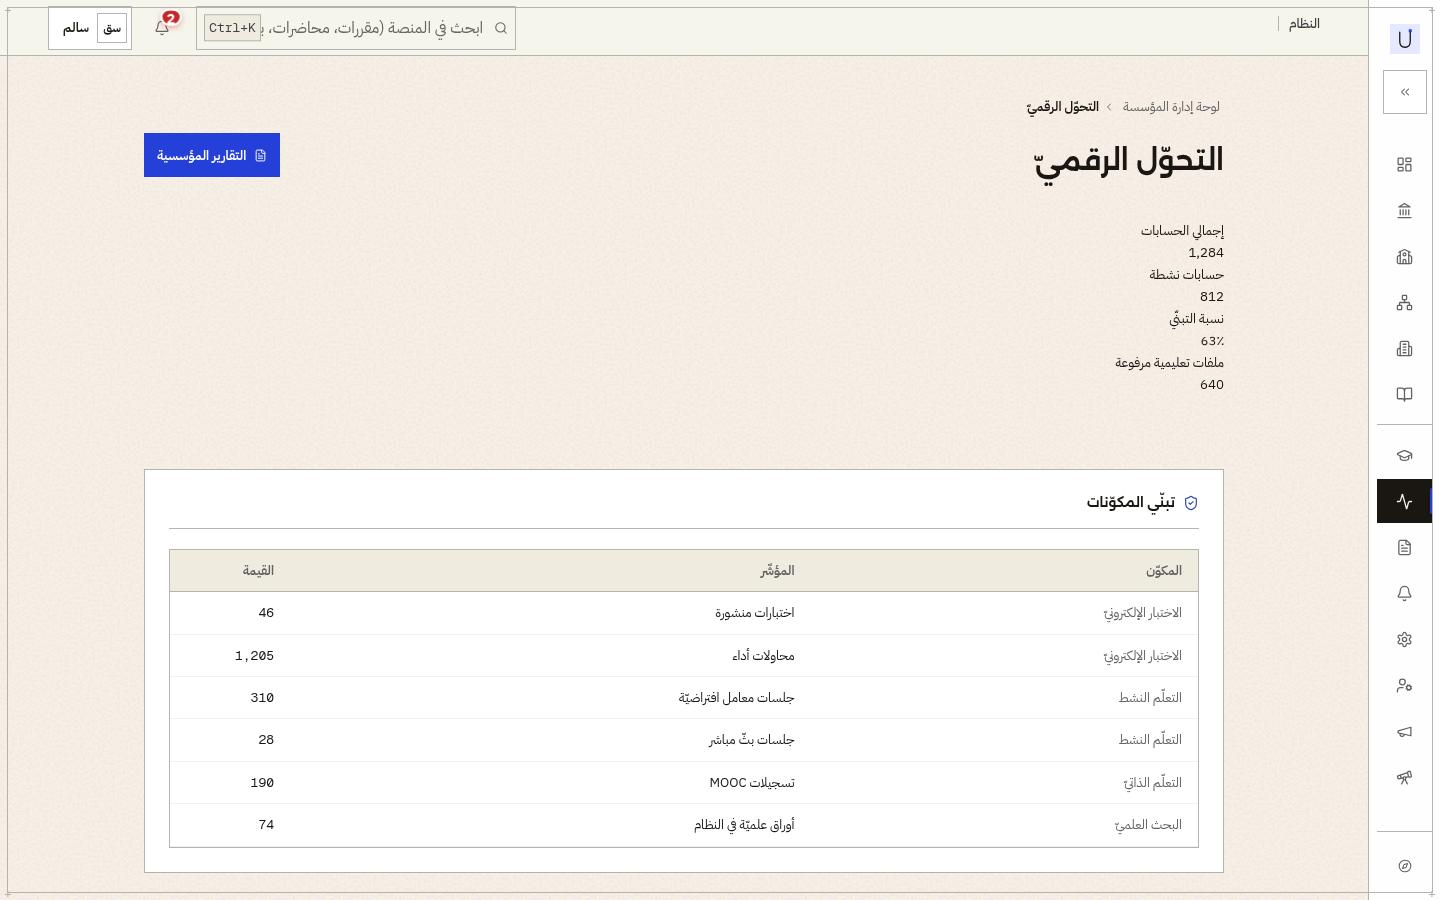 النظام
ابحث في المنصة (مقررات، محاضرات، ب
Ctrl+K
2
سق
سالم
لوحة إدارة المؤسسة
التحوّل الرقميّ
التحوّل الرقميّ
التقارير المؤسسية
إجمالي الحسابات
1,284
حسابات نشطة
812
نسبة التبنّي
63٪
ملفات تعليمية مرفوعة
640
تبنّي المكوّنات
المكوّن المؤشّر القيمة
الاختبار الإلكترونيّ اختبارات منشورة 46
الاختبار الإلكترونيّ محاولات أداء 1,205
التعلّم النشط جلسات معامل افتراضيّة 310
التعلّم النشط جلسات بثّ مباشر 28
التعلّم الذاتيّ تسجيلات MOOC 190
البحث العلميّ أوراق علميّة في النظام 74